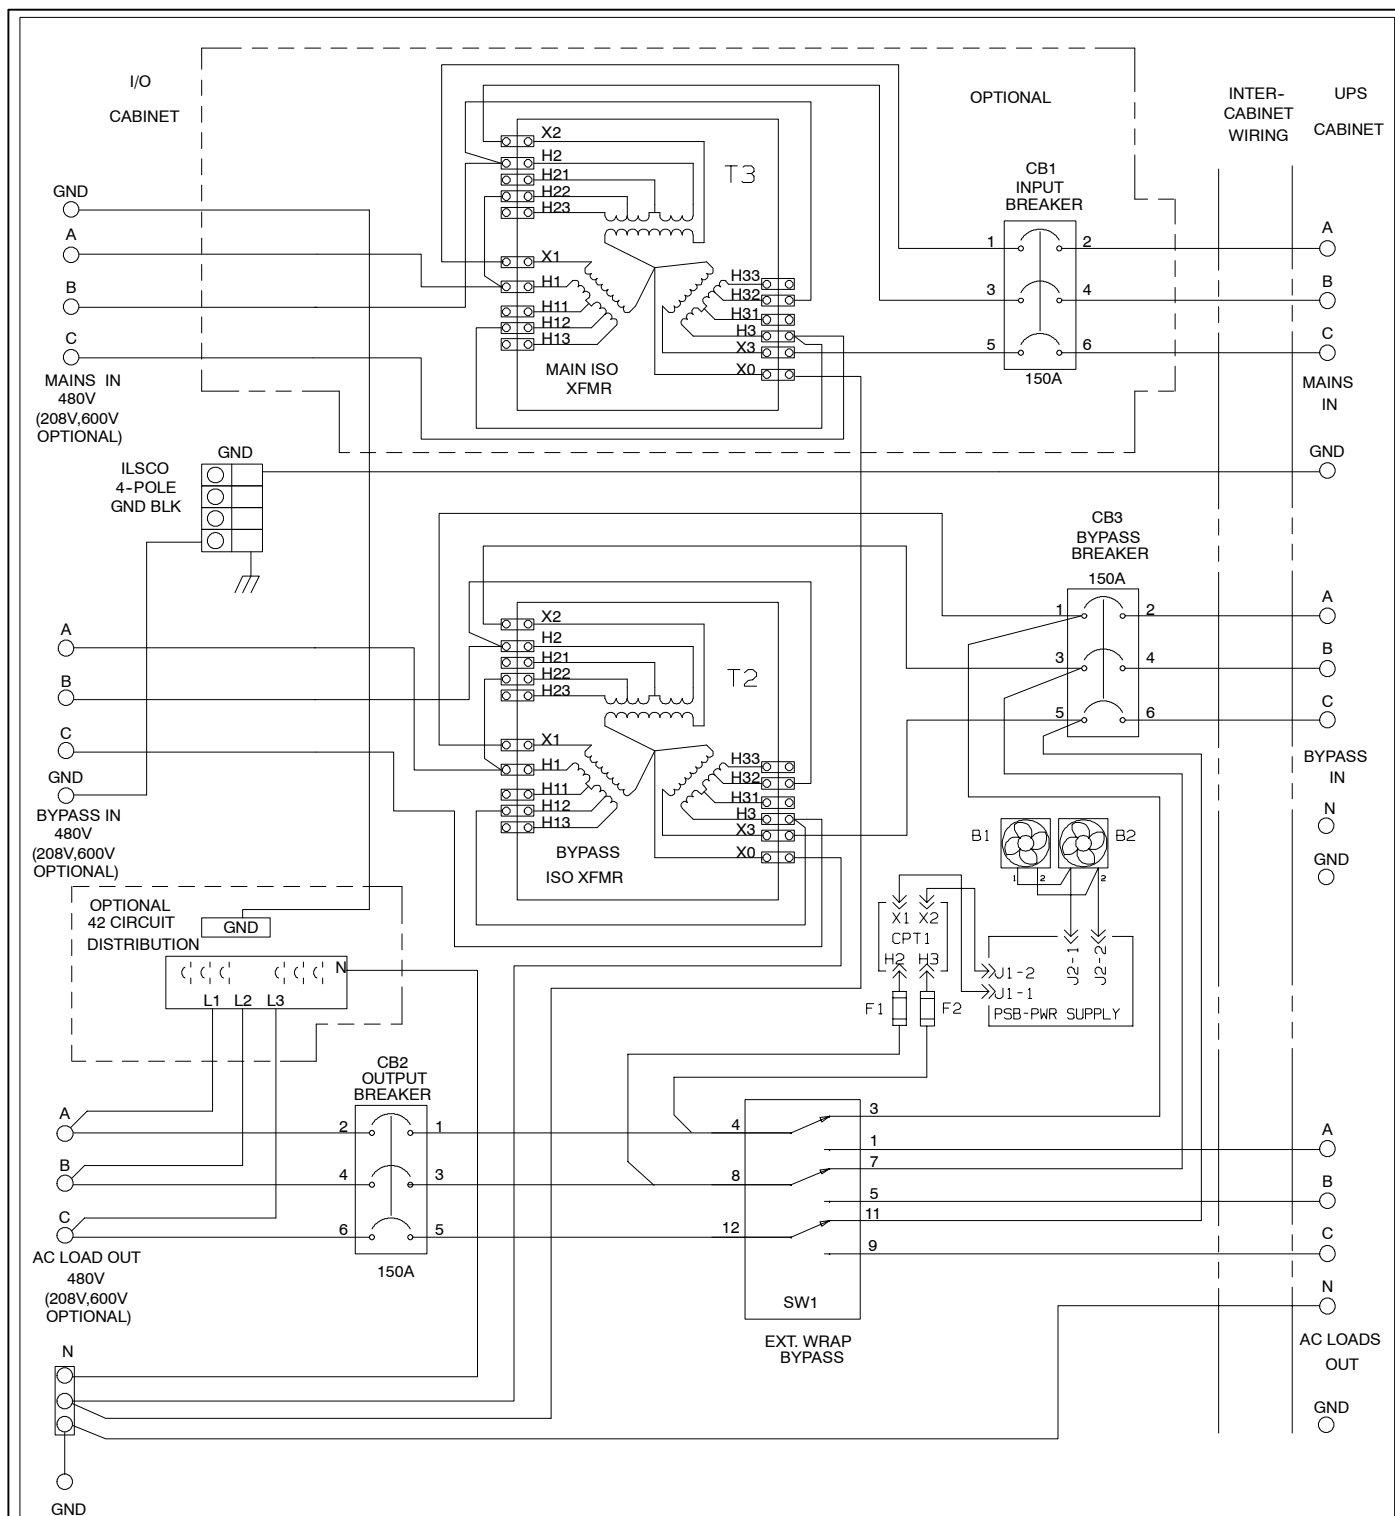 I/O
CABINET
OPTIONAL
INTER-
CABINET
WIRING
UPS
CABINET
X2
H2
H21
H22
H23
T3
X1
H1
H11
H12
H13
H33
H32
H31
H3
X3
X0
MAIN ISO
XFMR
CB1
INPUT
BREAKER
1 2
3 4
5 6
150A
GND
A
B
C
MAINS IN
480V
(208V,600V
OPTIONAL)
A
B
C
MAINS
IN
GND
GND
ILSCO
4-POLE
GND BLK
CB3
BYPASS
BREAKER
150A
1 2
3 4
5 6
X2
H2
H21
H22
H23
T2
X1
H1
H11
H12
H13
H33
H32
H31
H3
X3
X0
BYPASS
ISO XFMR
A
B
C
GND
BYPASS IN
480V
(208V,600V
OPTIONAL)
A
B
C
BYPASS
IN
N
GND
B1
B2
1 2
2
X1 X2
CPT1
H2 H3
F1
F2
J2-1
J2-2
J1-2
J1-1
PSB-PWR SUPPLY
OPTIONAL
42 CIRCUIT
DISTRIBUTION
GND
N
L1 L2 L3
CB2
OUTPUT
BREAKER
2 1
4 3
6 5
150A
A
B
C
AC LOAD OUT
480V
(208V,600V
OPTIONAL)
4
8
12
3
1
7
5
11
9
SW1
EXT. WRAP
BYPASS
A
B
C
N
AC LOADS
OUT
GND
N
GND